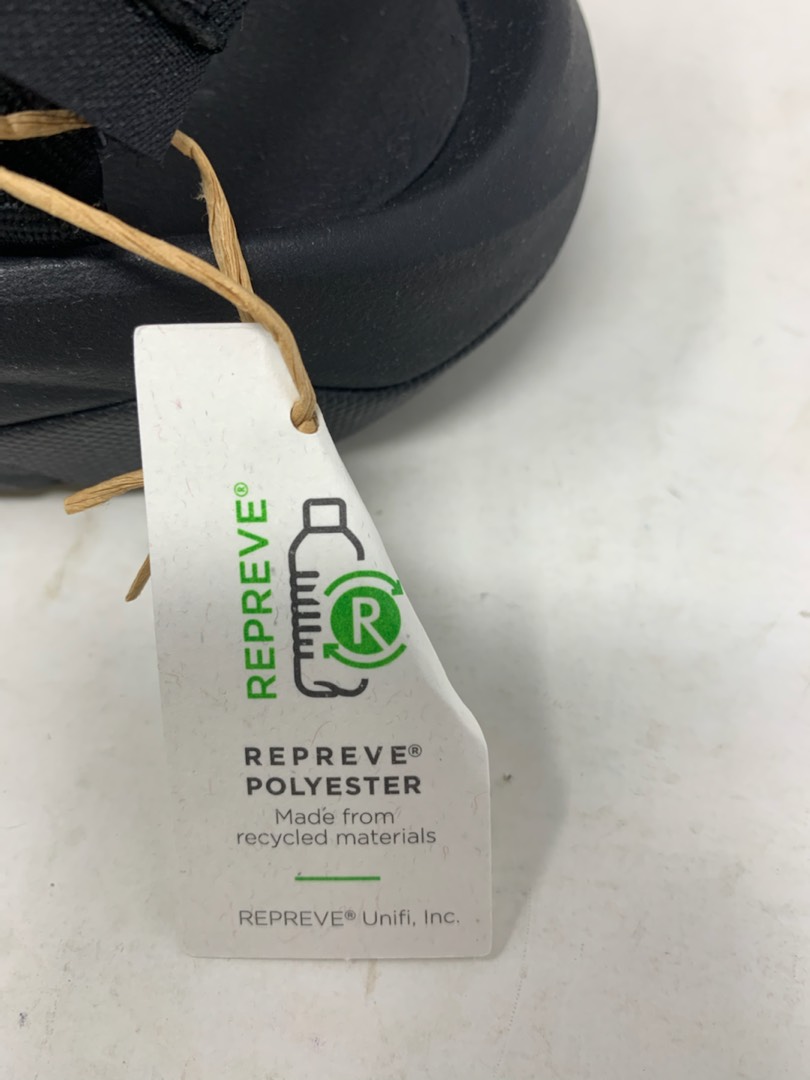 REPREVE®
R
REPREVE®
POLYESTER
Made from
recycled materials
REPREVE® Unifi, Inc.